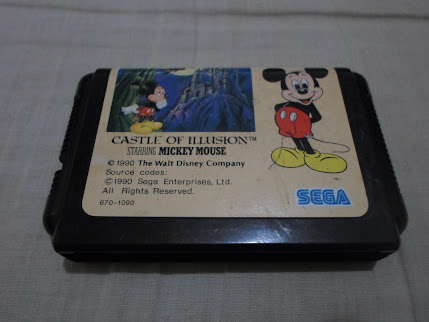 CASTLE OF ILLUSION™
STARRING MICKEY MOUSE
© 1990 The Walt Disney Company
Source codes:
©1990 Sega Enterprises, Ltd.
All Rights Reserved.
670-1090
SEGA